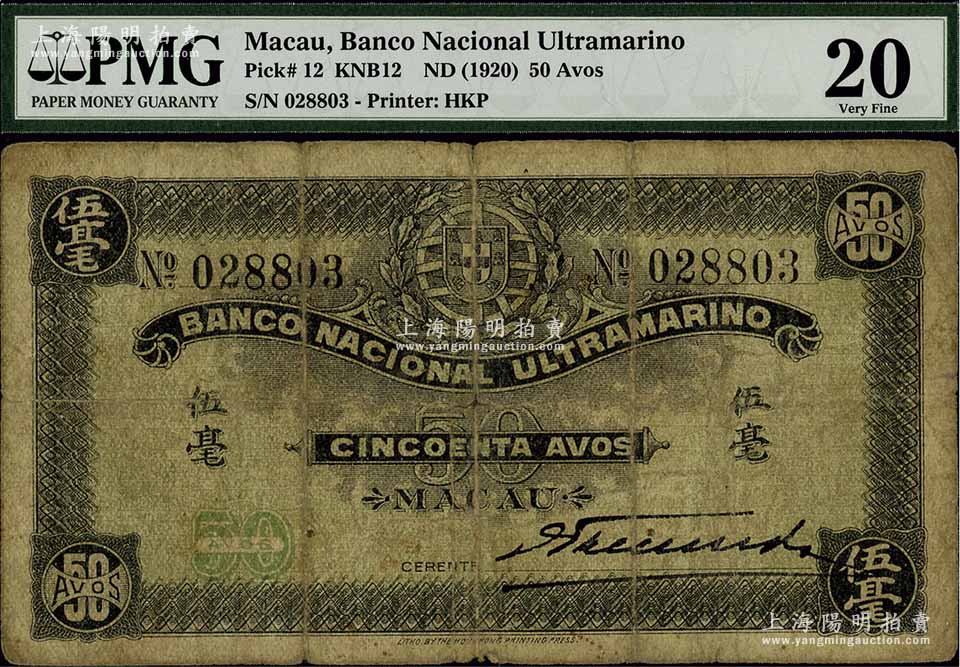 PMG
PAPER MONEY GUARANTY
Macau, Banco Nacional Ultramarino
Pick# 12 KNB12 ND (1920) 50 Avos
S/N 028803 - Printer: HKP
20
Very Fine
上海陽明拍賣
www.yangmingauction.com
伍毫
50 AVOS
Nº 028803
Nº 028803
BANCO NACIONAL ULTRAMARINO
上海陽明拍賣
www.yangmingauction.com
伍毫
伍毫
50
CINCOENTA AVOS
MACAU
50
GERENTE
50 AVOS
伍毫
LITHO. BY THE HONGKONG PRINTING PRESS.
上海陽明拍賣
www.yangmingauction.com